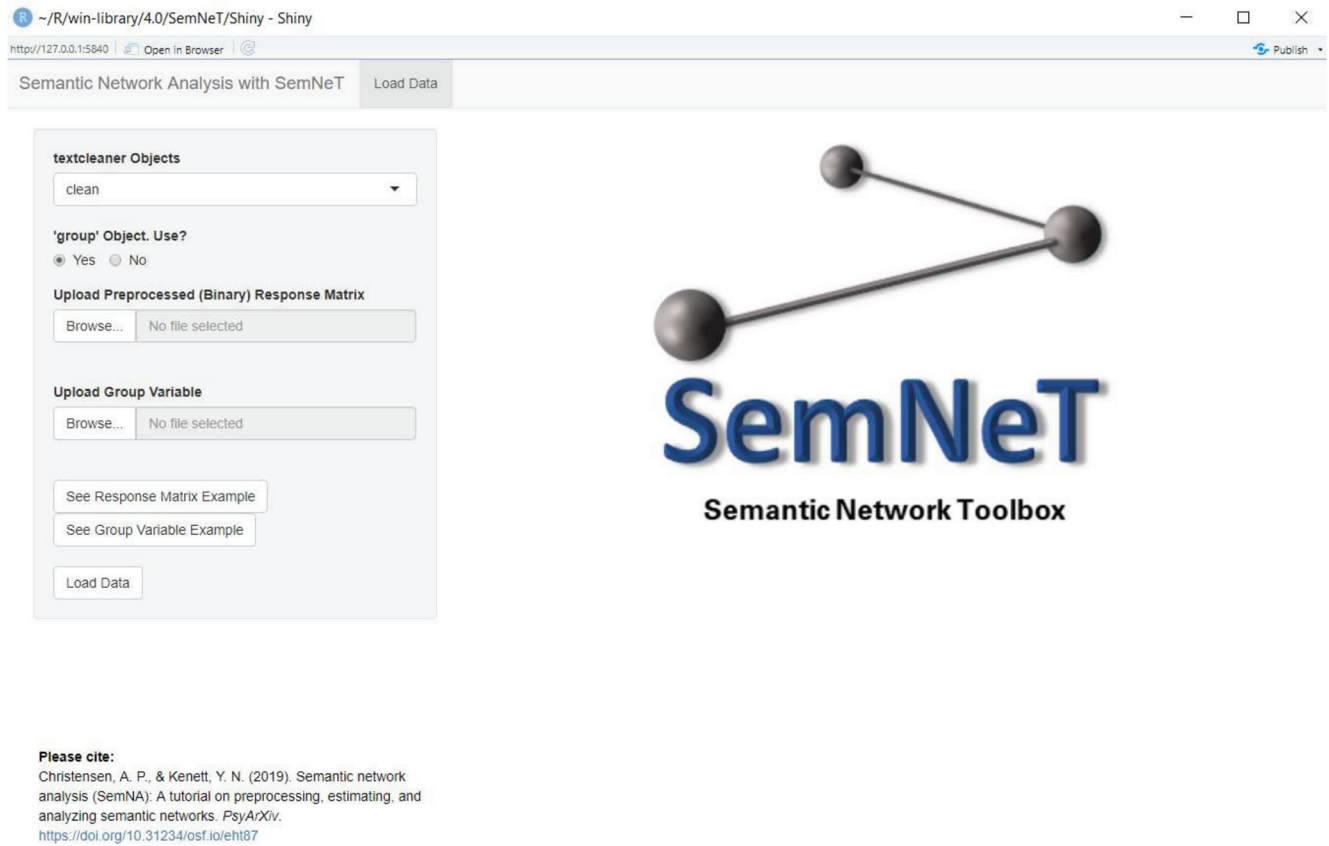 R ~/R/win-library/4.0/SemNeT/Shiny - Shiny
http://127.0.0.1:5840 Open in Browser Publish
Semantic Network Analysis with SemNeT Load Data
textcleaner Objects
clean
'group' Object. Use?
Yes No
Upload Preprocessed (Binary) Response Matrix
Browse... No file selected
Upload Group Variable
Browse... No file selected
See Response Matrix Example
See Group Variable Example
Load Data
SemNeT
Semantic Network Toolbox
Please cite:
Christensen, A. P., & Kenett, Y. N. (2019). Semantic network
analysis (SemNA): A tutorial on preprocessing, estimating, and
analyzing semantic networks. PsyArXiv.
https://doi.org/10.31234/osf.io/eht87